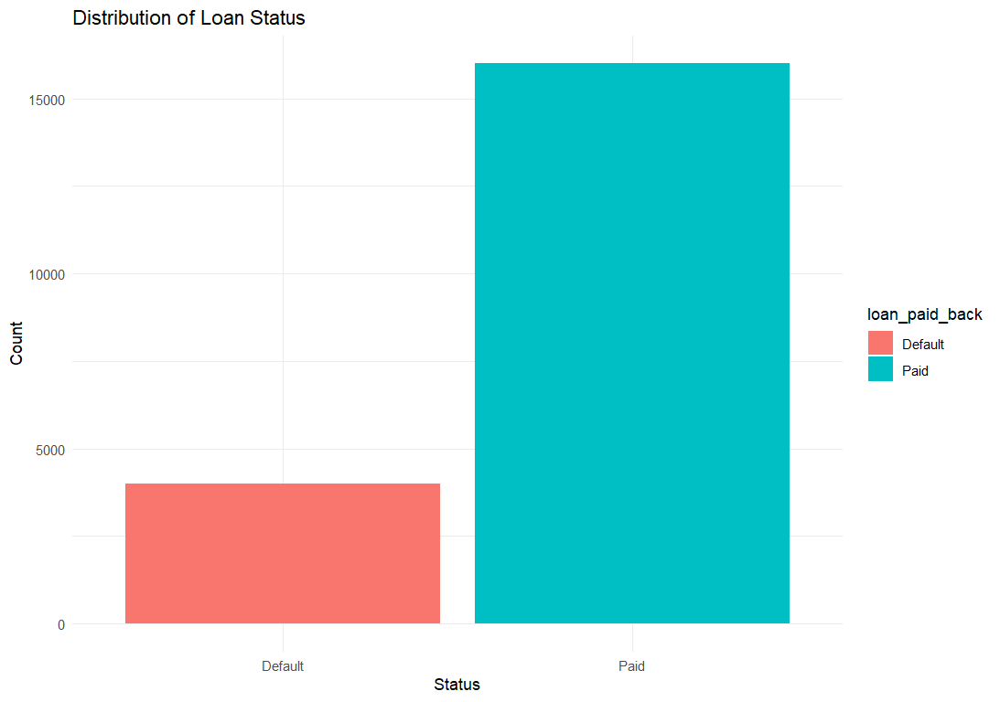 Distribution of Loan Status
Count
15000
10000
5000
0
Default
Paid
Status
loan_paid_back
Default
Paid